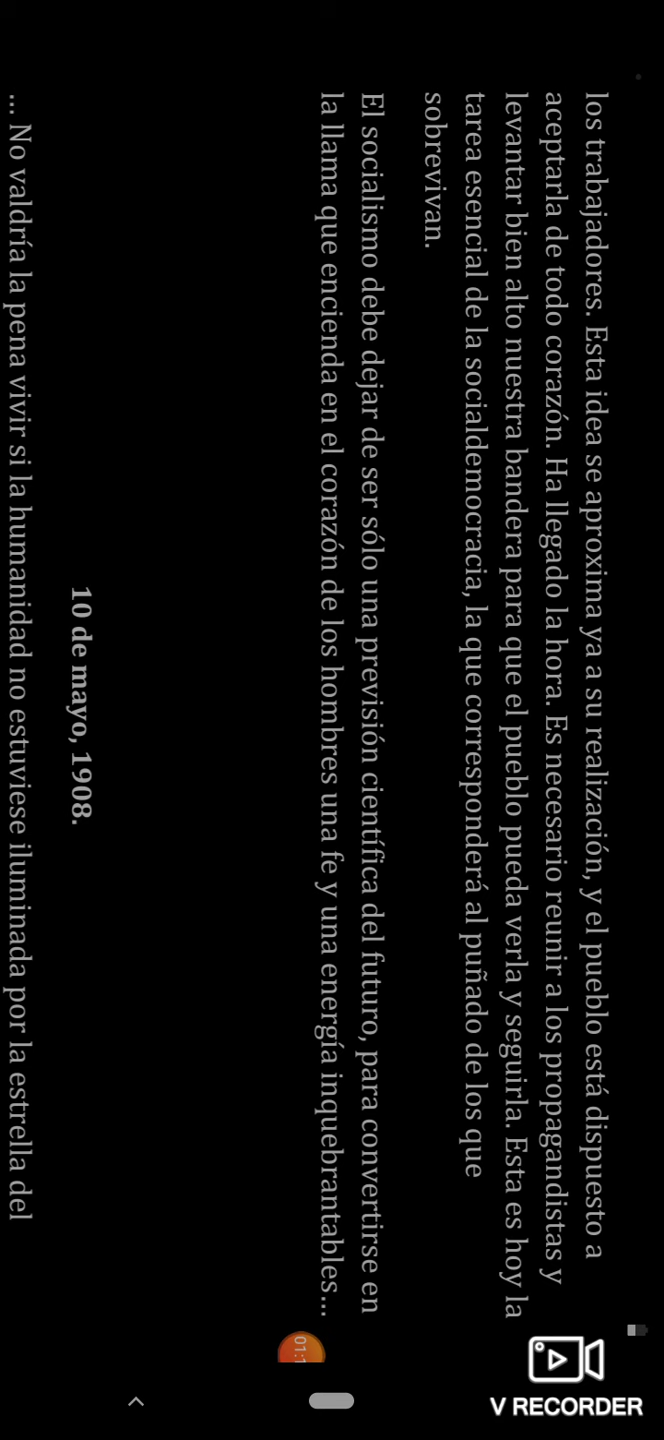 los trabajadores. Esta idea se aproxima ya a su realización, y el pueblo está dispuesto a
aceptarla de todo corazón. Ha llegado la hora. Es necesario reunir a los propagandistas y
levantar bien alto nuestra bandera para que el pueblo pueda verla y seguirla. Esta es hoy la
tarea esencial de la socialdemocracia, la que corresponderá al puñado de los que
sobrevivan.
El socialismo debe dejar de ser sólo una previsión científica del futuro, para convertirse en
la llama que encienda en el corazón de los hombres una fe y una energía inquebrantables...
10 de mayo, 1908.
... No valdría la pena vivir si la humanidad no estuviese iluminada por la estrella del
V RECORDER